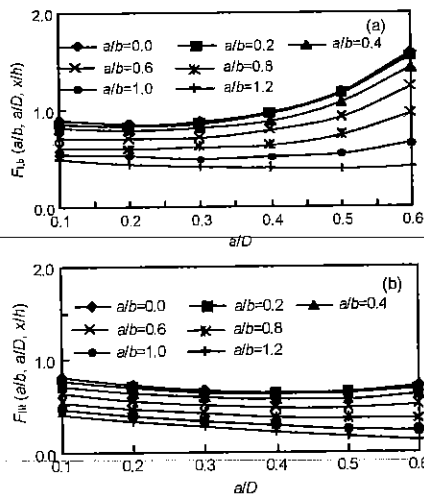 2.0
(a)
a/b=0.0 a/b=0.2 a/b=0.4
a/b=0.6 a/b=0.8
a/b=1.0 a/b=1.2
1.0
(a/b, a/D, x/h)
0.0
0.1 0.2 0.3 0.4 0.5 0.6
a/D
2.0
(b)
a/b=0.0 a/b=0.2 a/b=0.4
a/b=0.6 a/b=0.8
a/b=1.0 a/b=1.2
1.0
(a/b, a/D, x/h)
0.0
0.1 0.2 0.3 0.4 0.5 0.6
a/D